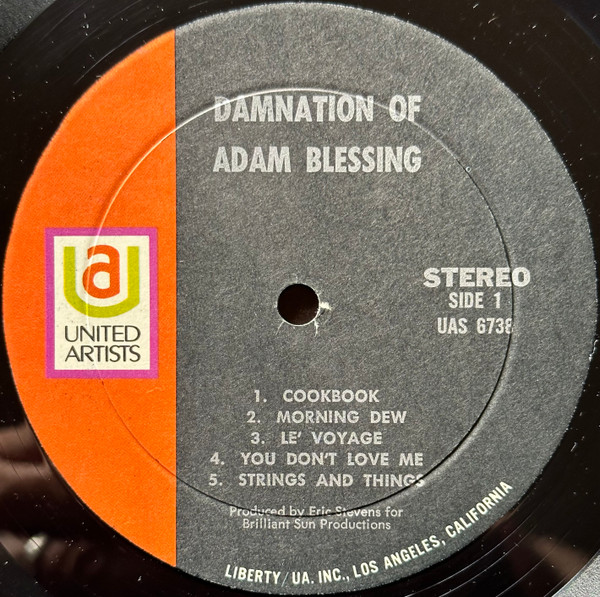 DAMNATION OF
ADAM BLESSING
ua
UNITED
ARTISTS
STEREO
SIDE 1
UAS 6738
1. COOKBOOK
2. MORNING DEW
3. LE' VOYAGE
4. YOU DON'T LOVE ME
5. STRINGS AND THINGS
Produced by Eric Stevens for
Brilliant Sun Productions
LIBERTY/UA. INC., LOS ANGELES, CALIFORNIA